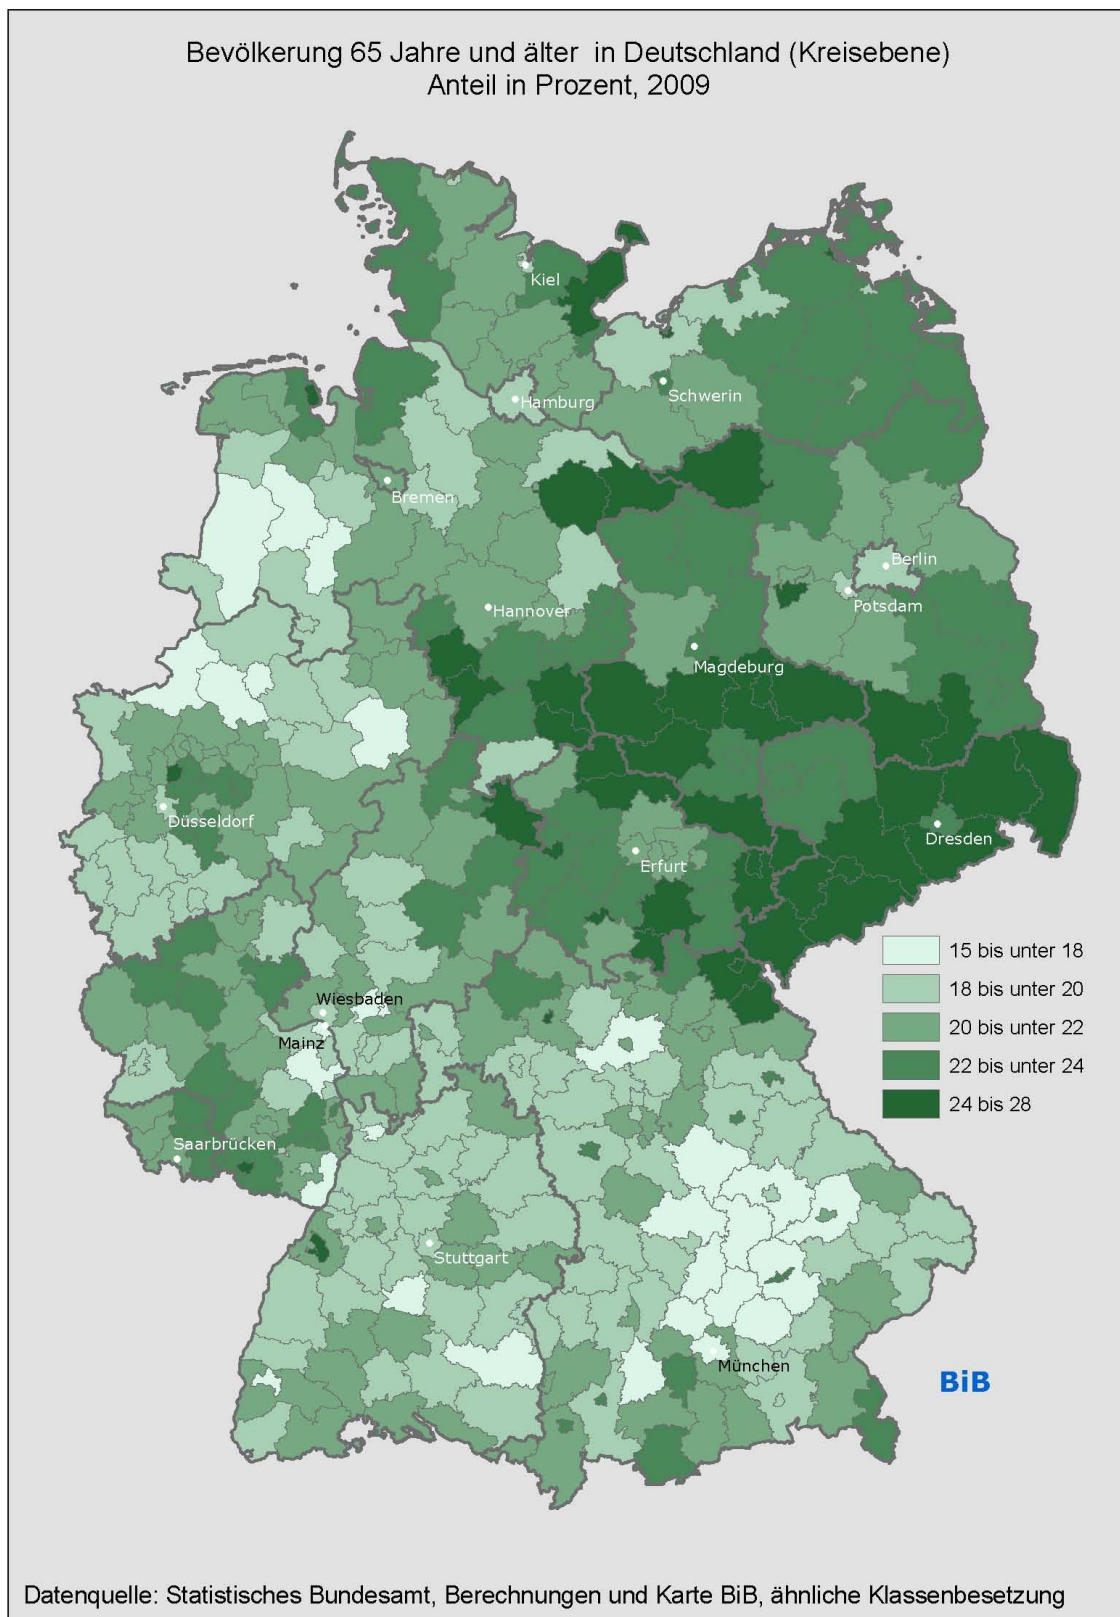 Bevölkerung 65 Jahre und älter in Deutschland (Kreisebene)
Anteil in Prozent, 2009
Kiel
Schwerin
Hamburg
Bremen
Berlin
Potsdam
Hannover
Magdeburg
Düsseldorf
Dresden
Erfurt
15 bis unter 18
18 bis unter 20
Wiesbaden
20 bis unter 22
Mainz
22 bis unter 24
24 bis 28
Saarbrücken
Stuttgart
München
BiB
Datenquelle: Statistisches Bundesamt, Berechnungen und Karte BiB, ähnliche Klassenbesetzung